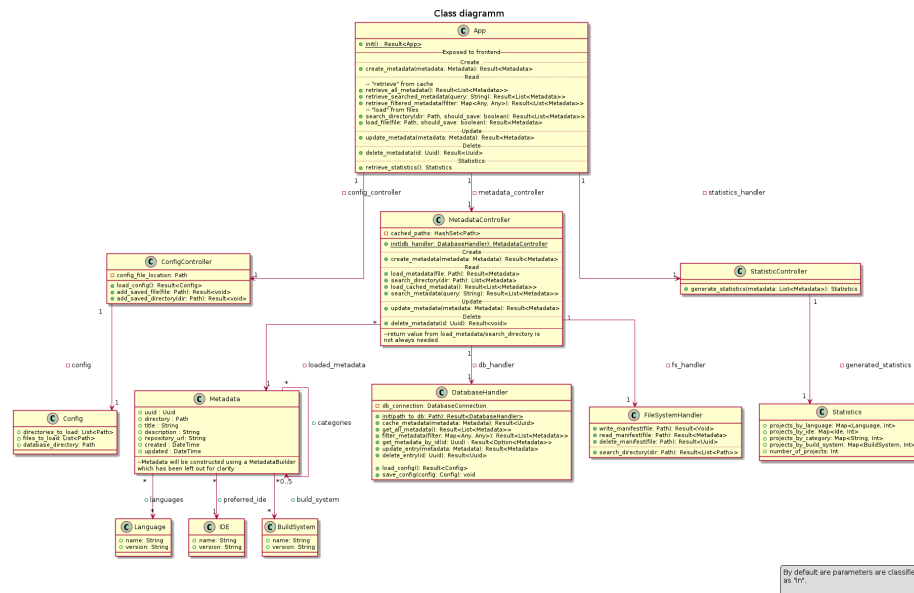 Class diagramm
C App
init() : Result<App>
Exposed to frontend
Create
create_metadata(metadata: Metadata): Result<Metadata>
Read
-- "retrieve" from cache
retrieve_all_metadata(): Result<List<Metadata>>
retrieve_searched_metadata(query: String): Result<List<Metadata>>
retrieve_filtered_metadata(filter: Map<Any, Any>): Result<List<Metadata>>
-- "load" from files
search_directory(dir: Path, should_save: boolean): Result<List<Metadata>>
load_file(file: Path, should_save: boolean): Result<Metadata>
Update
update_metadata(metadata: Metadata): Result<Metadata>
Delete
delete_metadata(id: Uuid): Result<Uuid>
Statistics
retrieve_statistics(): Statistics
1 1 1
config_controller
metadata_controller
statistics_handler
1
C MetadataController
cached_paths: HashSet<Path>
init(db_handler: DatabaseHandler): MetadataController
Create
create_metadata(metadata: Metadata): Result<Metadata>
Read
load_metadata(file: Path): Result<Metadata>
search_directory(dir: Path): List<Metadata>
load_cached_metadata(): Result<List<Metadata>>
search_metadata(query: String): Result<List<Metadata>>
Update
update_metadata(metadata: Metadata): Result<Metadata>
Delete
delete_metadata(id: Uuid): Result<void>
--return value from load_metadata/search_directory is
not always needed
C ConfigController
config_file_location: Path
load_config(): Result<Config>
add_saved_file(file: Path): Result<void>
add_saved_directory(dir: Path): Result<void>
1
C StatisticController
generate_statistics(metadata: List<Metadata>): Statistics
1
1 * 1 1 1
config
loaded_metadata
db_handler
fs_handler
generated_statistics
1 1 * 1 1 1
C Config
directories_to_load: List<Path>
files_to_load: List<Path>
database_directory: Path
C Metadata
uuid : Uuid
directory : Path
title : String
description : String
repository_url: String
created : DateTime
updated : DateTime
--Metadata will be constructed using a MetadataBuilder
which has been left out for clarity
categories
0..5
C DatabaseHandler
db_connection: DatabaseConnection
init(path_to_db: Path): Result<DatabaseHandler>
cache_metadata(metadata: Metadata): Result<Uuid>
get_all_metadata(): Result<List<Metadata>>
filter_metadata(filter: Map<Any, Any>): Result<List<Metadata>>
get_metadata_by_id(id: Uuid): Result<Option<Metadata>>
update_entry(metadata: Metadata): Result<Metadata>
delete_entry(id: Uuid): Result<Uuid>
load_config(): Result<Config>
save_config(config: Config): void
C FileSystemHandler
write_manifest(file: Path): Result<Void>
read_manifest(file: Path): Result<Metadata>
delete_manifest(file: Path): Result<Uuid>
search_directory(dir: Path): Result<List<Path>>
C Statistics
projects_by_language: Map<Language, Int>
projects_by_ide: Map<Ide, Int>
projects_by_category: Map<String, Int>
projects_by_build_system: Map<BuildSystem, Int>
number_of_projects: Int
* * *
languages
preferred_ide
build_system
* 1 *
C Language
name: String
version: String
C IDE
name: String
version: String
C BuildSystem
name: String
version: String
By default are parameters are classifie
as "in".